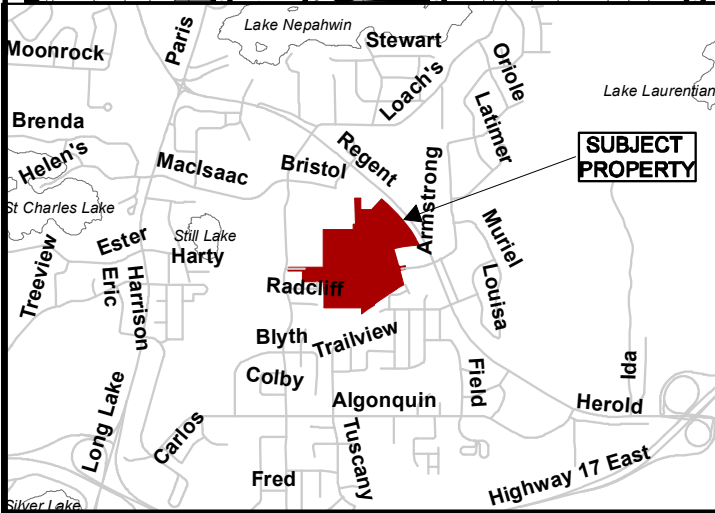 Lake Nepahwin
Paris
Stewart
Moonrock
Oriole
Loach's
Lake Laurentian
Latimer
Brenda
Regent
SUBJECT
PROPERTY
Helen's
MacIsaac
Bristol
Armstrong
St Charles Lake
Muriel
Still Lake
Ester
Harty
Treeview
Eric
Harrison
Radcliff
Louisa
Blyth
Trailview
Colby
Field
Ida
Algonquin
Herold
Long Lake
Carlos
Tuscany
Fred
Highway 17 East
Silver Lake